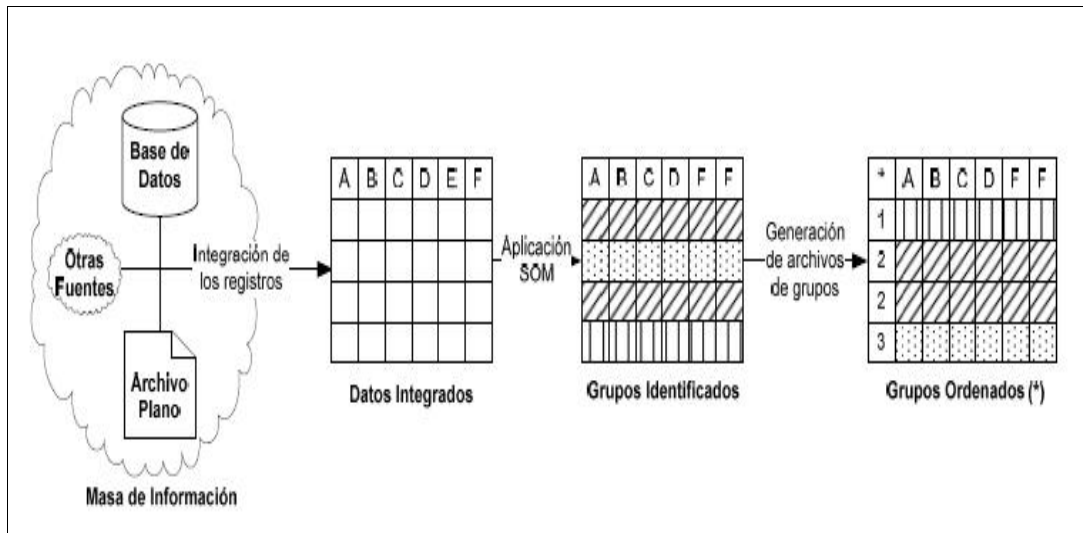 Base de
Datos
Otras
Fuentes
Archivo
Plano
Masa de Información
Integración de
los registros
A B C D E F
Datos Integrados
Aplicación
SOM
A B C D F F
Grupos Identificados
Generación
de archivos
de grupos
* A B C D F F
1
2
2
3
Grupos Ordenados (*)